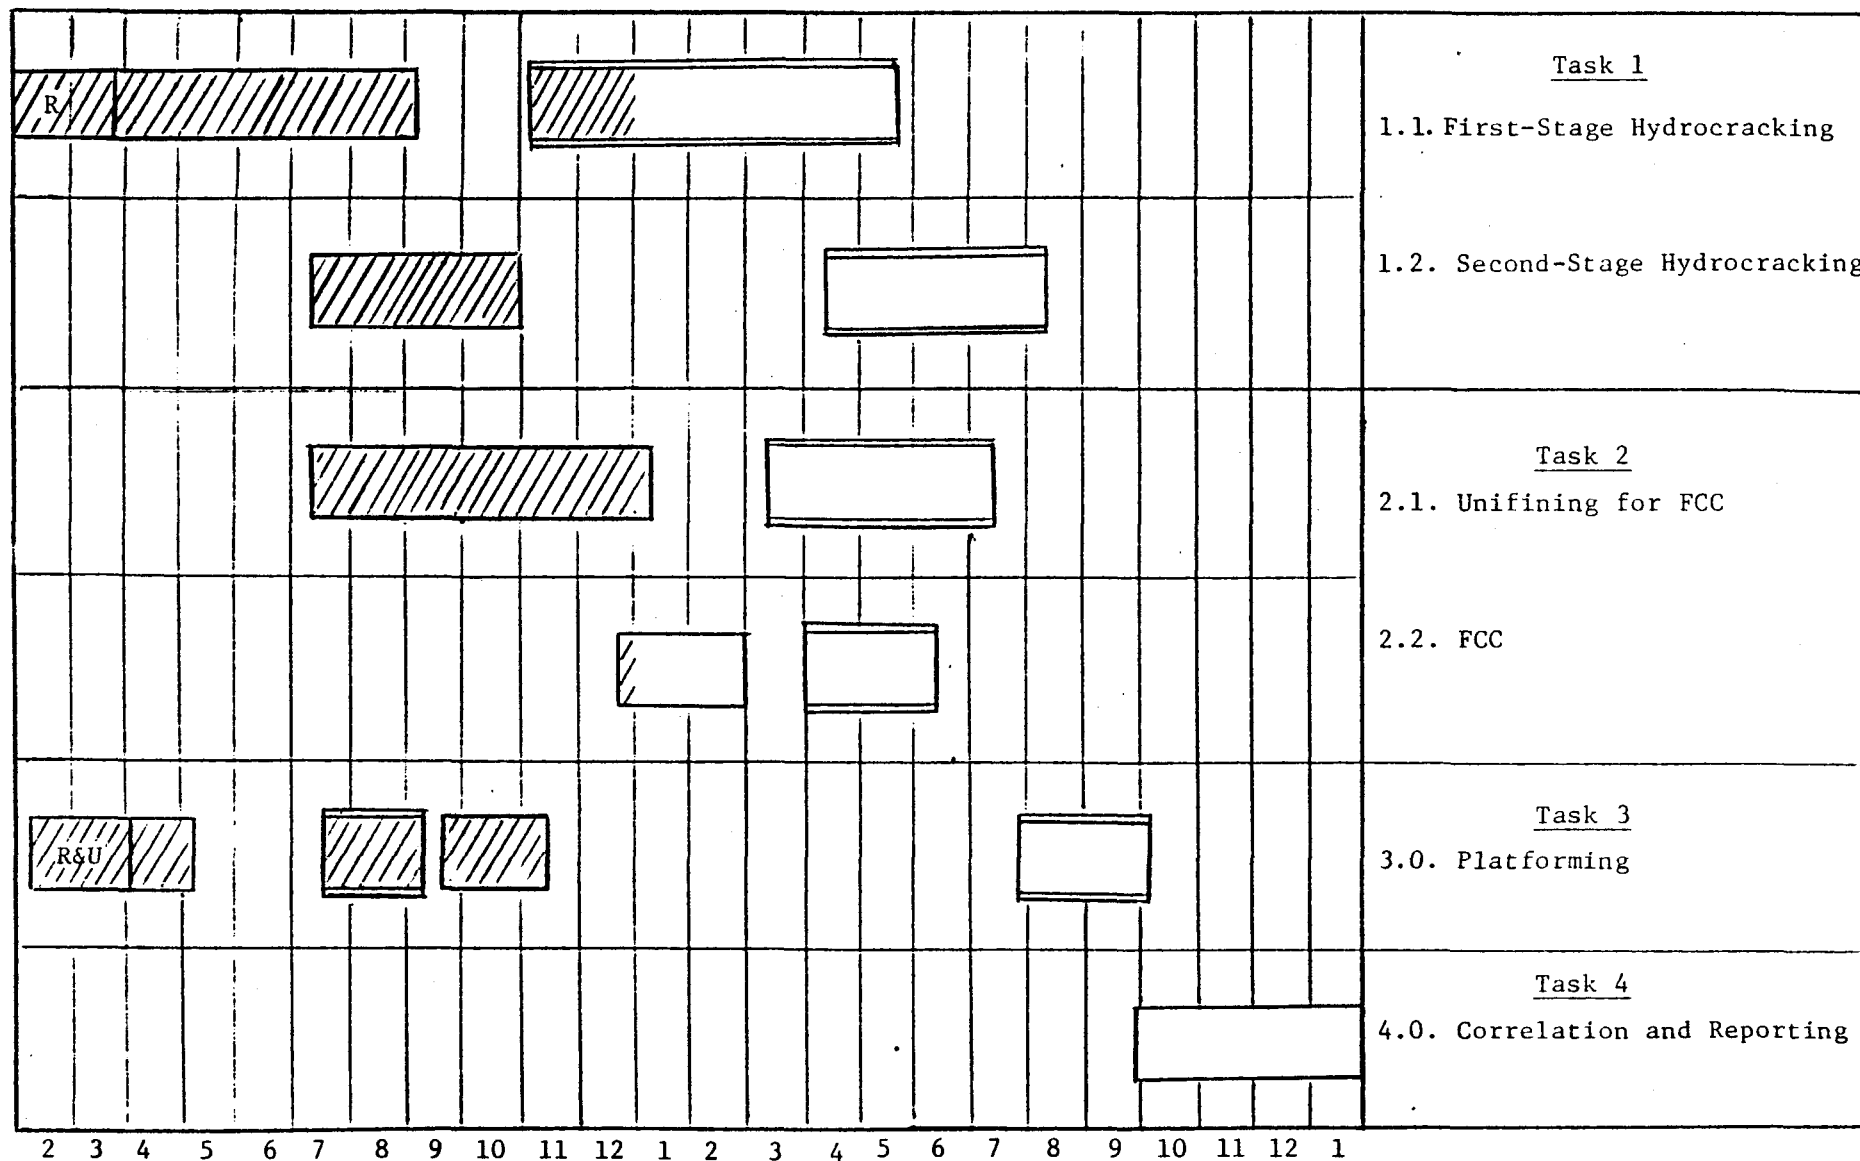 Task 1
R
1.1. First-Stage Hydrocracking
1.2. Second-Stage Hydrocracking
Task 2
2.1. Unifining for FCC
2.2. FCC
Task 3
R&U
3.0. Platforming
Task 4
4.0. Correlation and Reporting
2 3 4 5 6 7 8 9 10 11 12 1 2 3 4 5 6 7 8 9 10 11 12 1